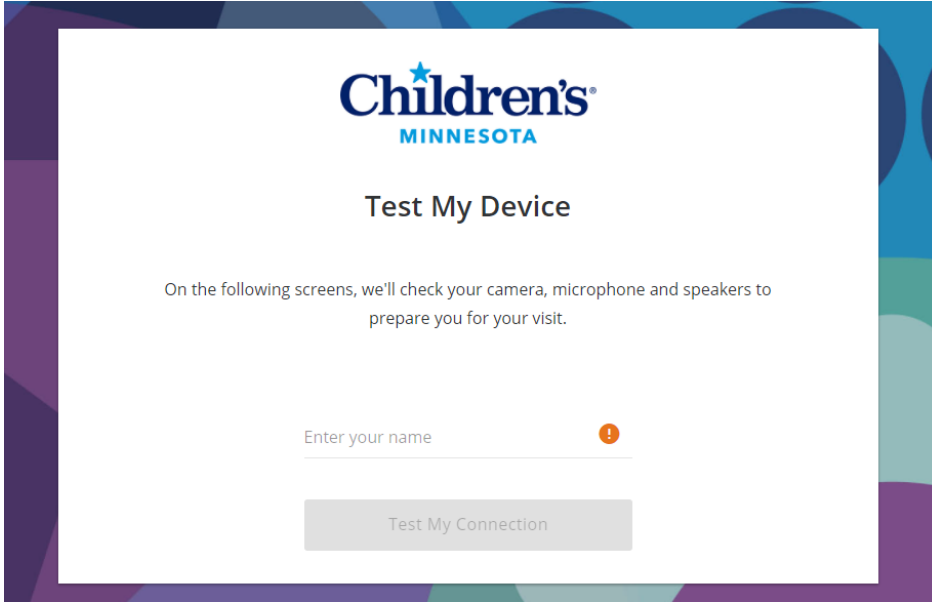 Children's®
MINNESOTA
Test My Device
On the following screens, we'll check your camera, microphone and speakers to
prepare you for your visit.
Enter your name
Test My Connection